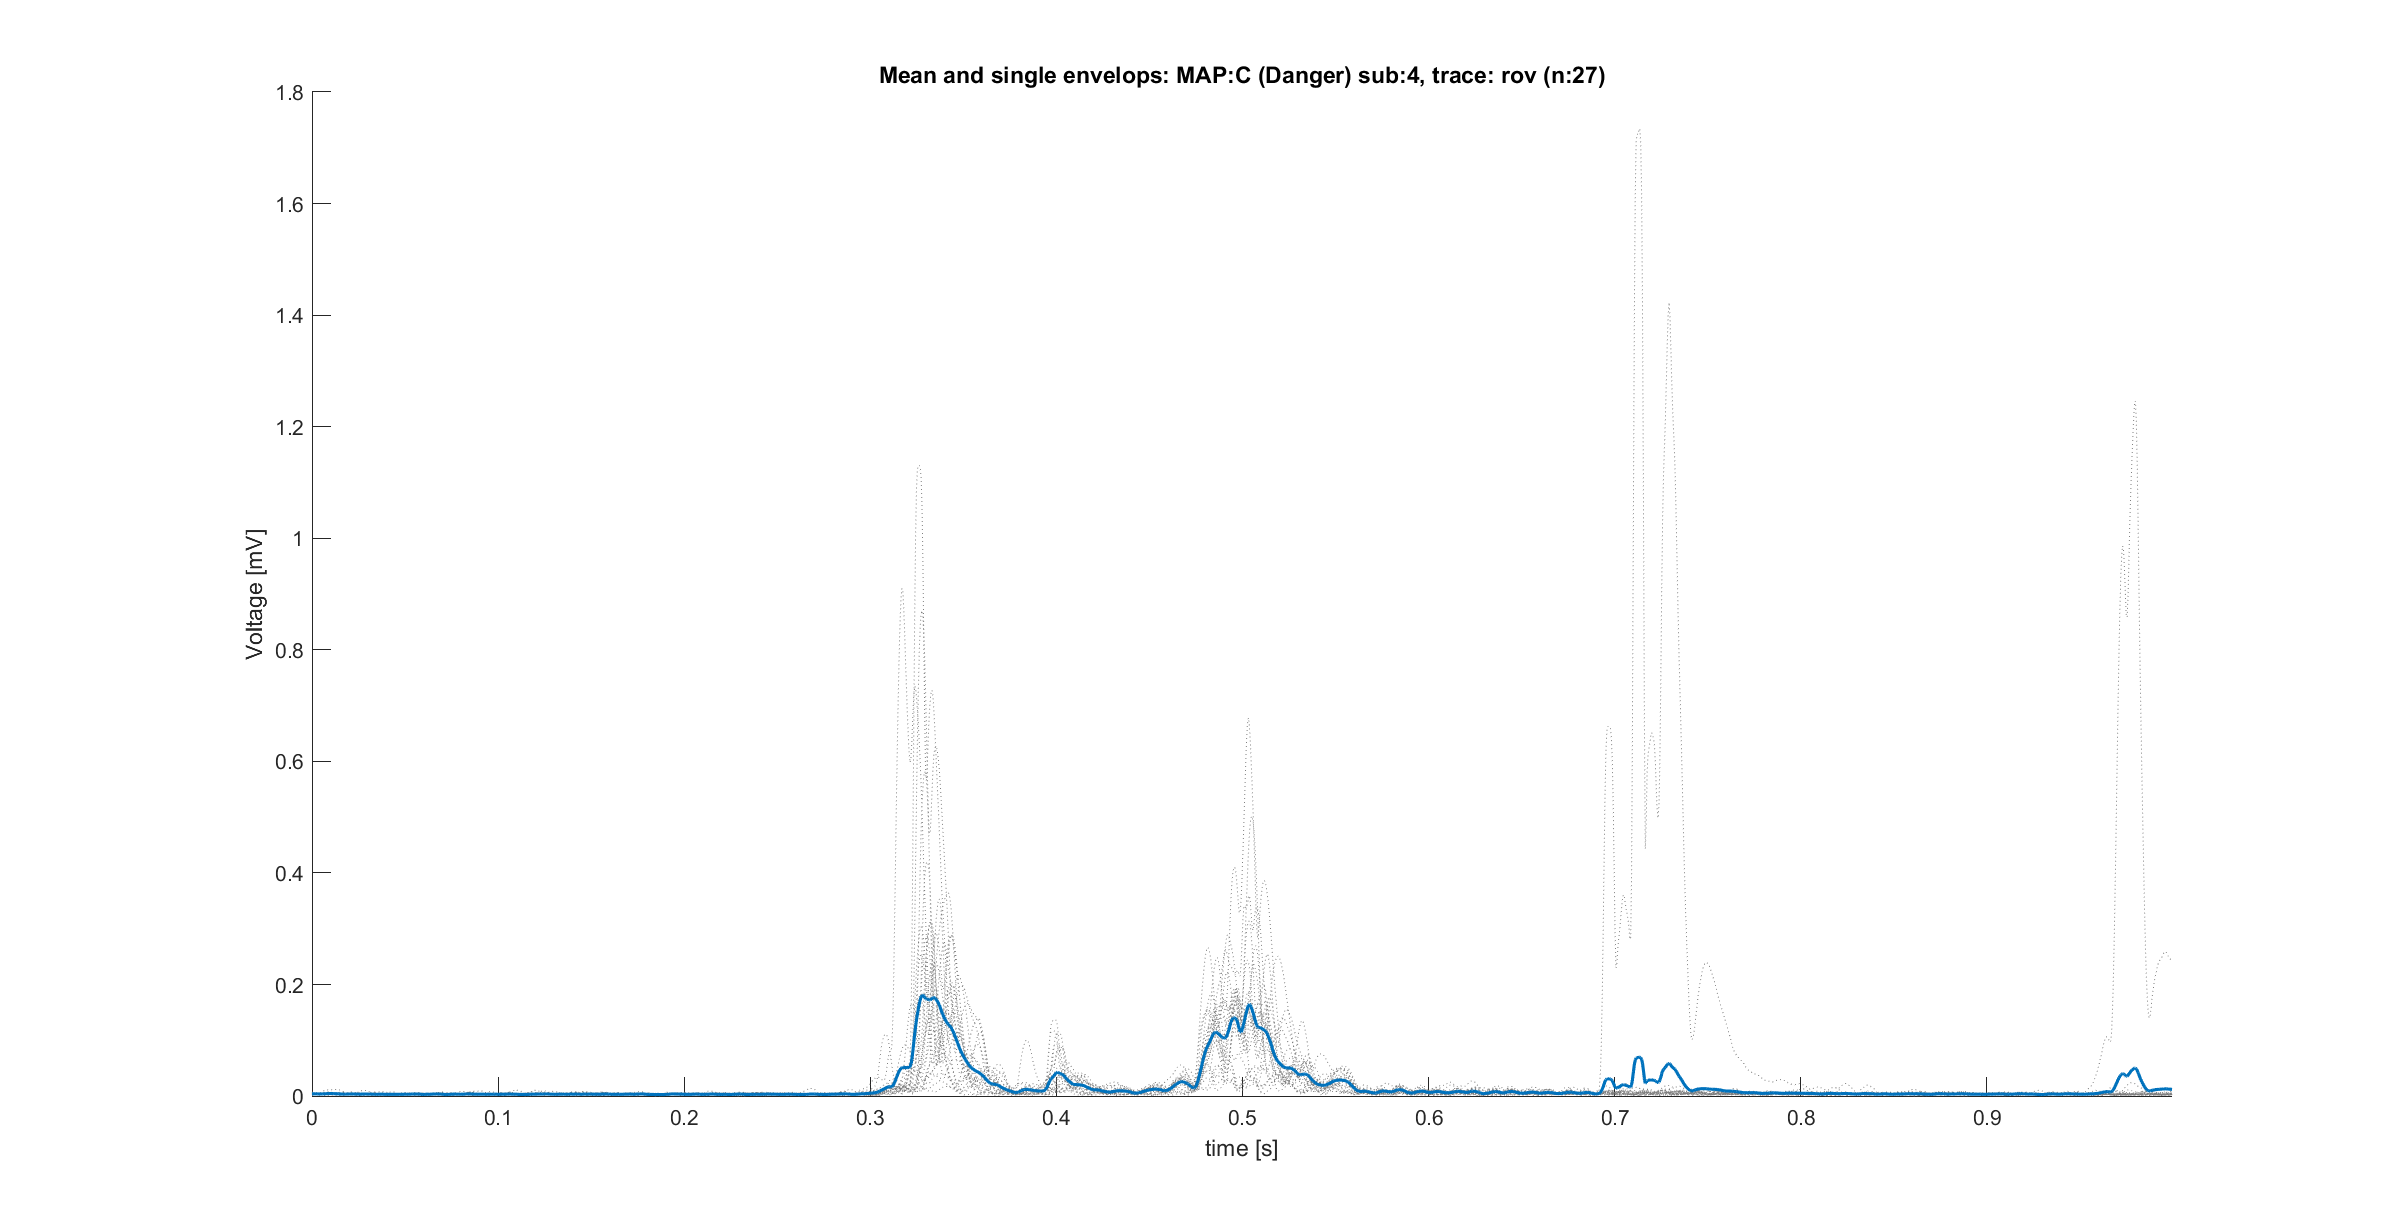 Mean and single envelops: MAP:C (Danger) sub:4, trace: rov (n:27)
1.8
1.6
1.4
1.2
1
0.8
0.6
0.4
0.2
0
Voltage [mV]
0 0.1 0.2 0.3 0.4 0.5 0.6 0.7 0.8 0.9
time [s]